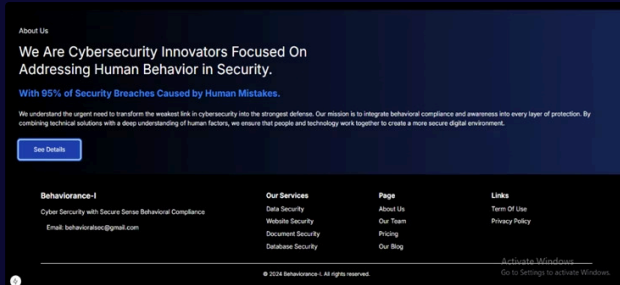 About Us
We Are Cybersecurity Innovators Focused On
Addressing Human Behavior in Security.
With 95% of Security Breaches Caused by Human Mistakes.
We understand the urgent need to transform the weakest link in cybersecurity into the strongest defense. Our mission is to integrate behavioral compliance and awareness into every layer of protection. By
combining technical solutions with a deep understanding of human factors, we ensure that people and technology work together to create a more secure digital environment.
See Details
Behaviorance-I
Cyber Sercurity with Secure Sense Behavioral Compliance
Email: behavioralsec@gmail.com
Our Services
Data Security
Website Security
Document Security
Database Security
Page
About Us
Our Team
Pricing
Our Blog
Links
Term Of Use
Privacy Policy
© 2024 Behaviorance-I. All rights reserved.
Activate Windows
Go to Settings to activate Windows.